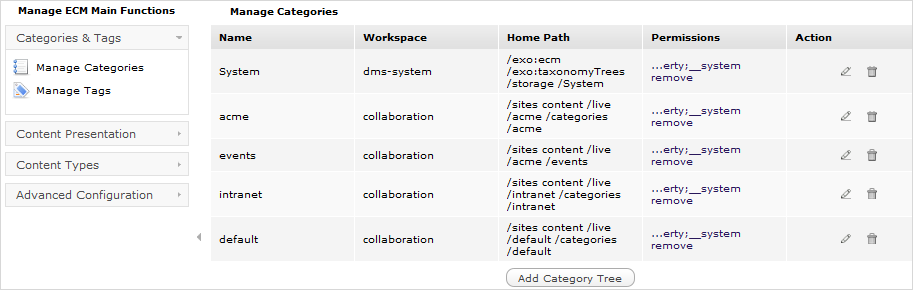 Manage ECM Main Functions
Categories & Tags
Manage Categories
Manage Tags
Content Presentation
Content Types
Advanced Configuration
Manage Categories
Name Workspace Home Path Permissions Action
System dms-system /exo:ecm
/exo:taxonomyTrees
/storage /System
...erty;__system
remove
acme collaboration /sites content /live
/acme /categories
/acme
...erty;__system
remove
events collaboration /sites content /live
/acme /events
...erty;__system
remove
intranet collaboration /sites content /live
/intranet /categories
/intranet
...erty;__system
remove
default collaboration /sites content /live
/default /categories
/default
...erty;__system
remove
Add Category Tree